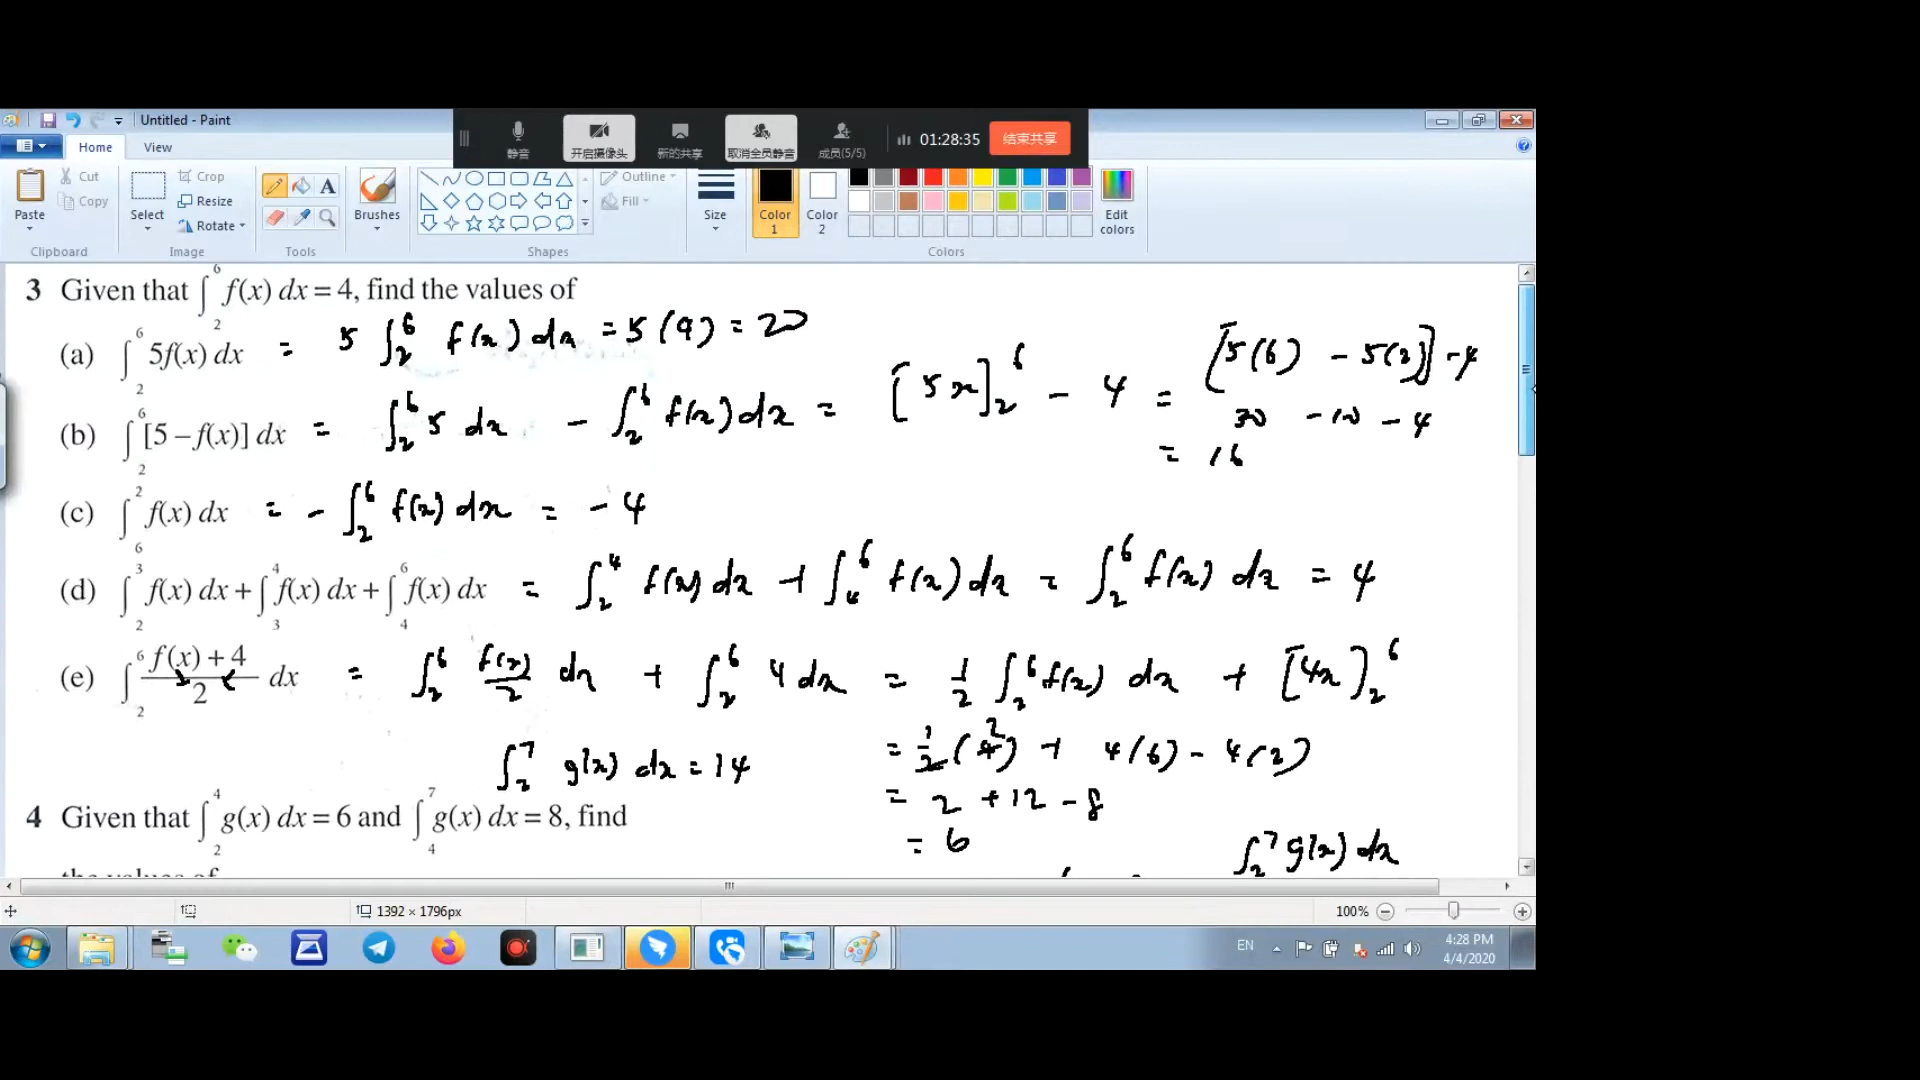 Untitled - Paint
静音
开启摄像头
新的共享
取消全员静音
成员(5/5)
01:28:35
结束共享
Home
View
Paste
Cut
Copy
Clipboard
Select
Crop
Resize
Rotate
Image
A
Tools
Brushes
Outline
Fill
Shapes
Size
Color 1
Color 2
Edit colors
Colors
3 Given that ∫₂⁶ f(x) dx = 4, find the values of
(a) ∫₂⁶ 5f(x) dx = 5 ∫₂⁶ f(x) dx = 5(4) = 20
(b) ∫₂⁶ [5 – f(x)] dx = ∫₂⁶ 5 dx – ∫₂⁶ f(x) dx = [5x]₂⁶ – 4 = [5(6) – 5(2)] – 4
30 – 10 – 4
= 16
(c) ∫₆² f(x) dx = – ∫₂⁶ f(x) dx = – 4
(d) ∫₂³ f(x) dx + ∫₃⁴ f(x) dx + ∫₄⁶ f(x) dx = ∫₂⁴ f(x) dx + ∫₄⁶ f(x) dx = ∫₂⁶ f(x) dx = 4
(e) ∫₂⁶ (f(x) + 4)/2 dx = ∫₂⁶ f(x)/2 dx + ∫₂⁶ 4 dx = 1/2 ∫₂⁶ f(x) dx + [4x]₂⁶
= 1/2 (4) 2 + 4(6) – 4(2)
∫₂⁷ g(x) dx = 14
= 2 + 12 – 8
= 6
4 Given that ∫₂⁴ g(x) dx = 6 and ∫₄⁷ g(x) dx = 8, find
∫₂⁷ g(x) dx
the values of
1392 × 1796px
100%
EN
4:28 PM
4/4/2020